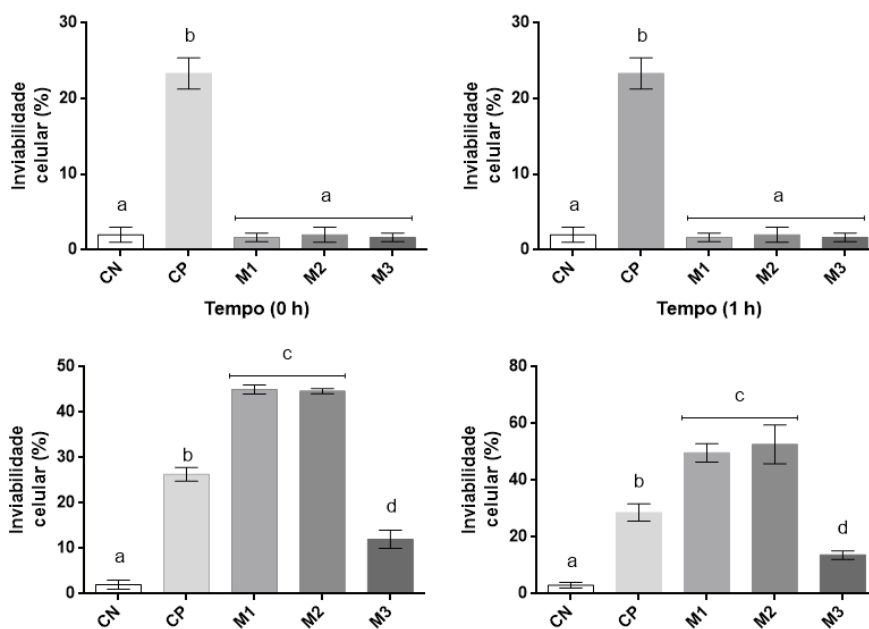 30
20
10
0
Inviabilidade
celular (%)
a
b
a
CN
CP
M1
M2
M3
Tempo (0 h)
30
20
10
0
Inviabilidade
celular (%)
a
b
a
CN
CP
M1
M2
M3
Tempo (1 h)
50
40
30
20
10
0
Inviabilidade
celular (%)
a
b
c
d
CN
CP
M1
M2
M3
80
60
40
20
0
Inviabilidade
celular (%)
a
b
c
d
CN
CP
M1
M2
M3